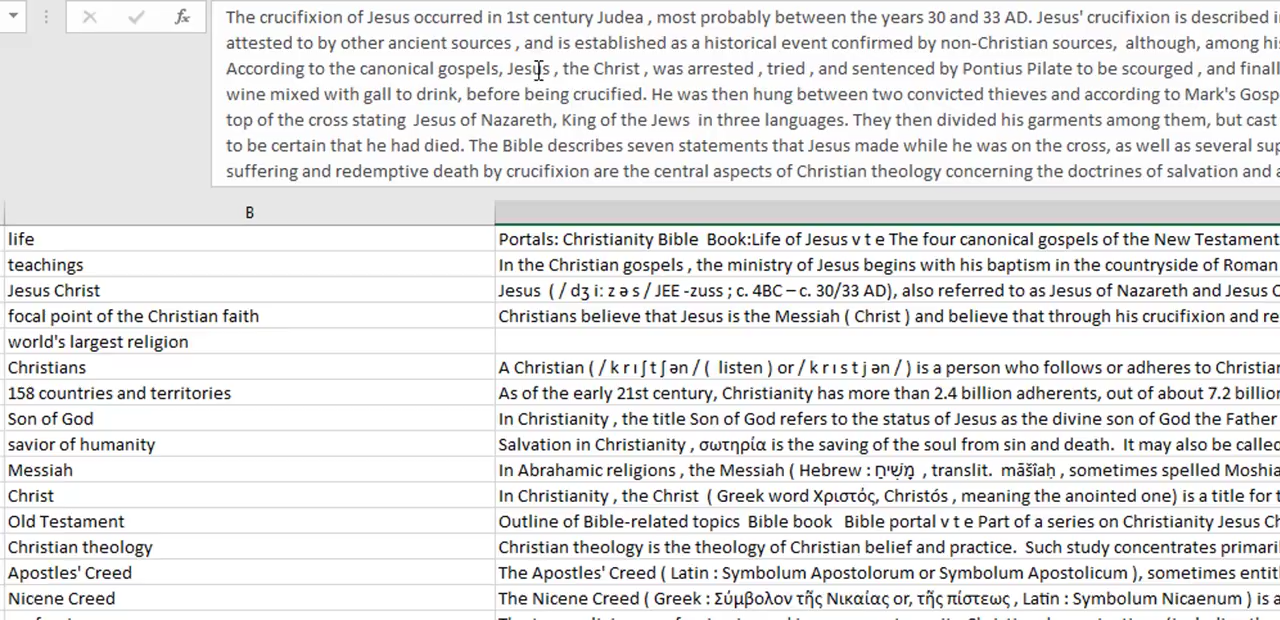 fx
The crucifixion of Jesus occurred in 1st century Judea , most probably between the years 30 and 33 AD. Jesus' crucifixion is described i
attested to by other ancient sources , and is established as a historical event confirmed by non-Christian sources,  although, among his
According to the canonical gospels, Jesus , the Christ , was arrested , tried , and sentenced by Pontius Pilate to be scourged , and final
wine mixed with gall to drink, before being crucified. He was then hung between two convicted thieves and according to Mark's Gosp
top of the cross stating  Jesus of Nazareth, King of the Jews  in three languages. They then divided his garments among them, but cast
to be certain that he had died. The Bible describes seven statements that Jesus made while he was on the cross, as well as several sup
suffering and redemptive death by crucifixion are the central aspects of Christian theology concerning the doctrines of salvation and a
B
life Portals: Christianity Bible  Book:Life of Jesus v t e The four canonical gospels of the New Testament
teachings In the Christian gospels , the ministry of Jesus begins with his baptism in the countryside of Roman
Jesus Christ Jesus  ( / dʒ iː z ə s / JEE -zuss ; c. 4BC – c. 30/33 AD), also referred to as Jesus of Nazareth and Jesus C
focal point of the Christian faith Christians believe that Jesus is the Messiah ( Christ ) and believe that through his crucifixion and re
world's largest religion
Christians A Christian ( / k r ɪ ʃ t ʃ ən / (  listen ) or / k r ɪ s t j ən / ) is a person who follows or adheres to Christian
158 countries and territories As of the early 21st century, Christianity has more than 2.4 billion adherents, out of about 7.2 billion
Son of God In Christianity , the title Son of God refers to the status of Jesus as the divine son of God the Father
savior of humanity Salvation in Christianity , σωτηρία is the saving of the soul from sin and death.  It may also be called
Messiah In Abrahamic religions , the Messiah ( Hebrew : מָשִׁיחַ , translit.  māšîaḥ , sometimes spelled Moshia
Christ In Christianity , the Christ  ( Greek word Χριστός, Christós , meaning the anointed one) is a title for t
Old Testament Outline of Bible-related topics  Bible book   Bible portal v t e Part of a series on Christianity Jesus Ch
Christian theology Christian theology is the theology of Christian belief and practice.  Such study concentrates primari
Apostles' Creed The Apostles' Creed ( Latin : Symbolum Apostolorum or Symbolum Apostolicum ), sometimes entit
Nicene Creed The Nicene Creed ( Greek : Σύμβολον τῆς Νικαίας or, τῆς πίστεως , Latin : Symbolum Nicaenum ) is a